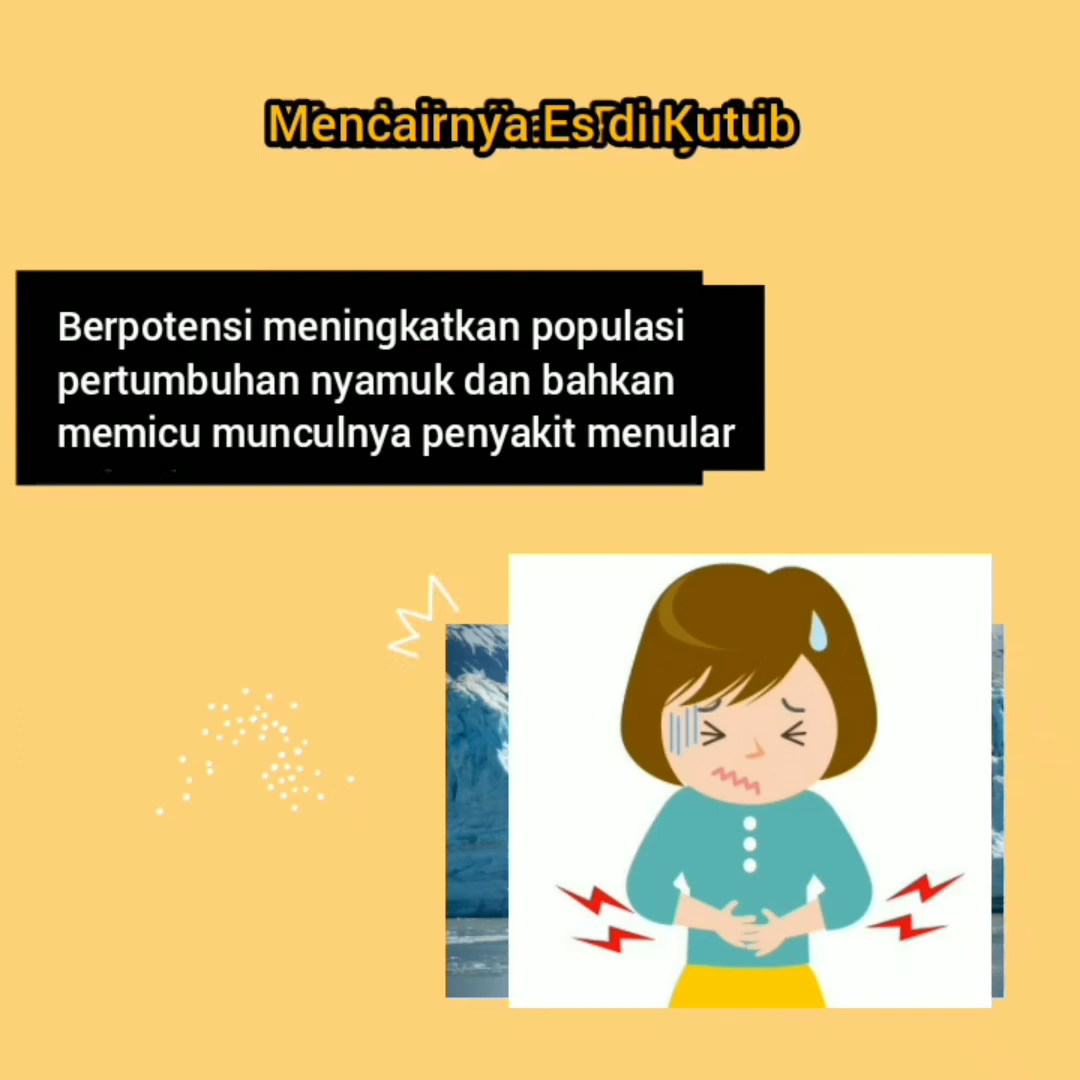 Mencairnya Es di Kutub
Berpotensi meningkatkan populasi
pertumbuhan nyamuk dan bahkan
memicu munculnya penyakit menular